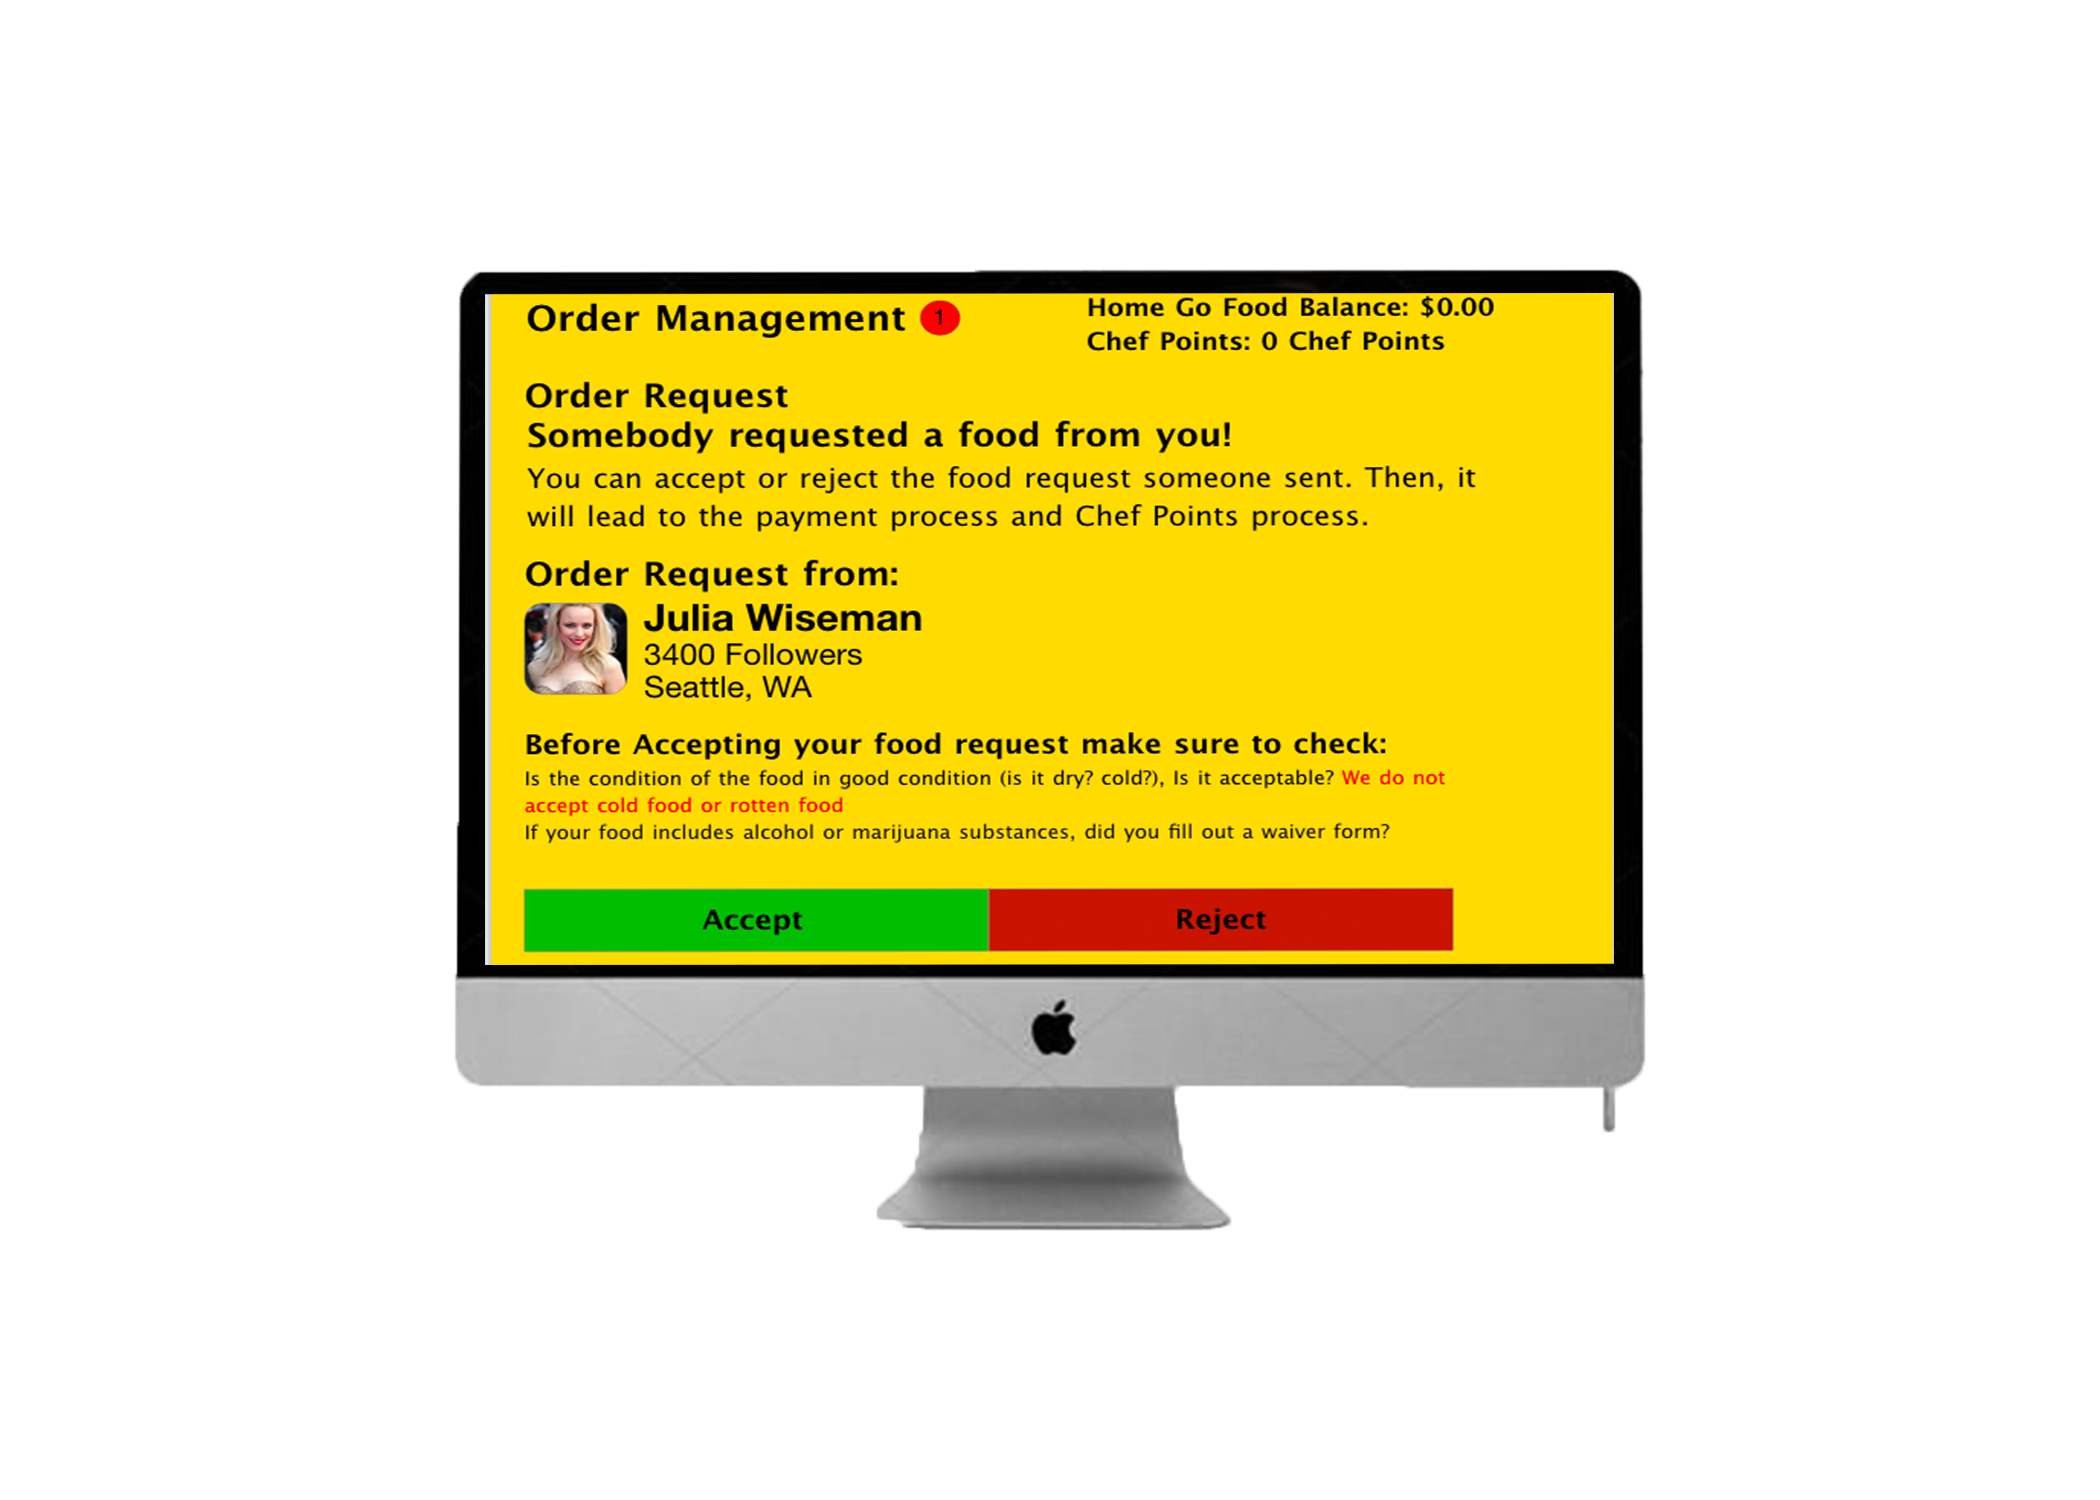 Order Management 1
Home Go Food Balance: $0.00
Chef Points: 0 Chef Points
Order Request
Somebody requested a food from you!
You can accept or reject the food request someone sent. Then, it
will lead to the payment process and Chef Points process.
Order Request from:
Julia Wiseman
3400 Followers
Seattle, WA
Before Accepting your food request make sure to check:
Is the condition of the food in good condition (is it dry? cold?), Is it acceptable? We do not
accept cold food or rotten food
If your food includes alcohol or marijuana substances, did you fill out a waiver form?
Accept Reject